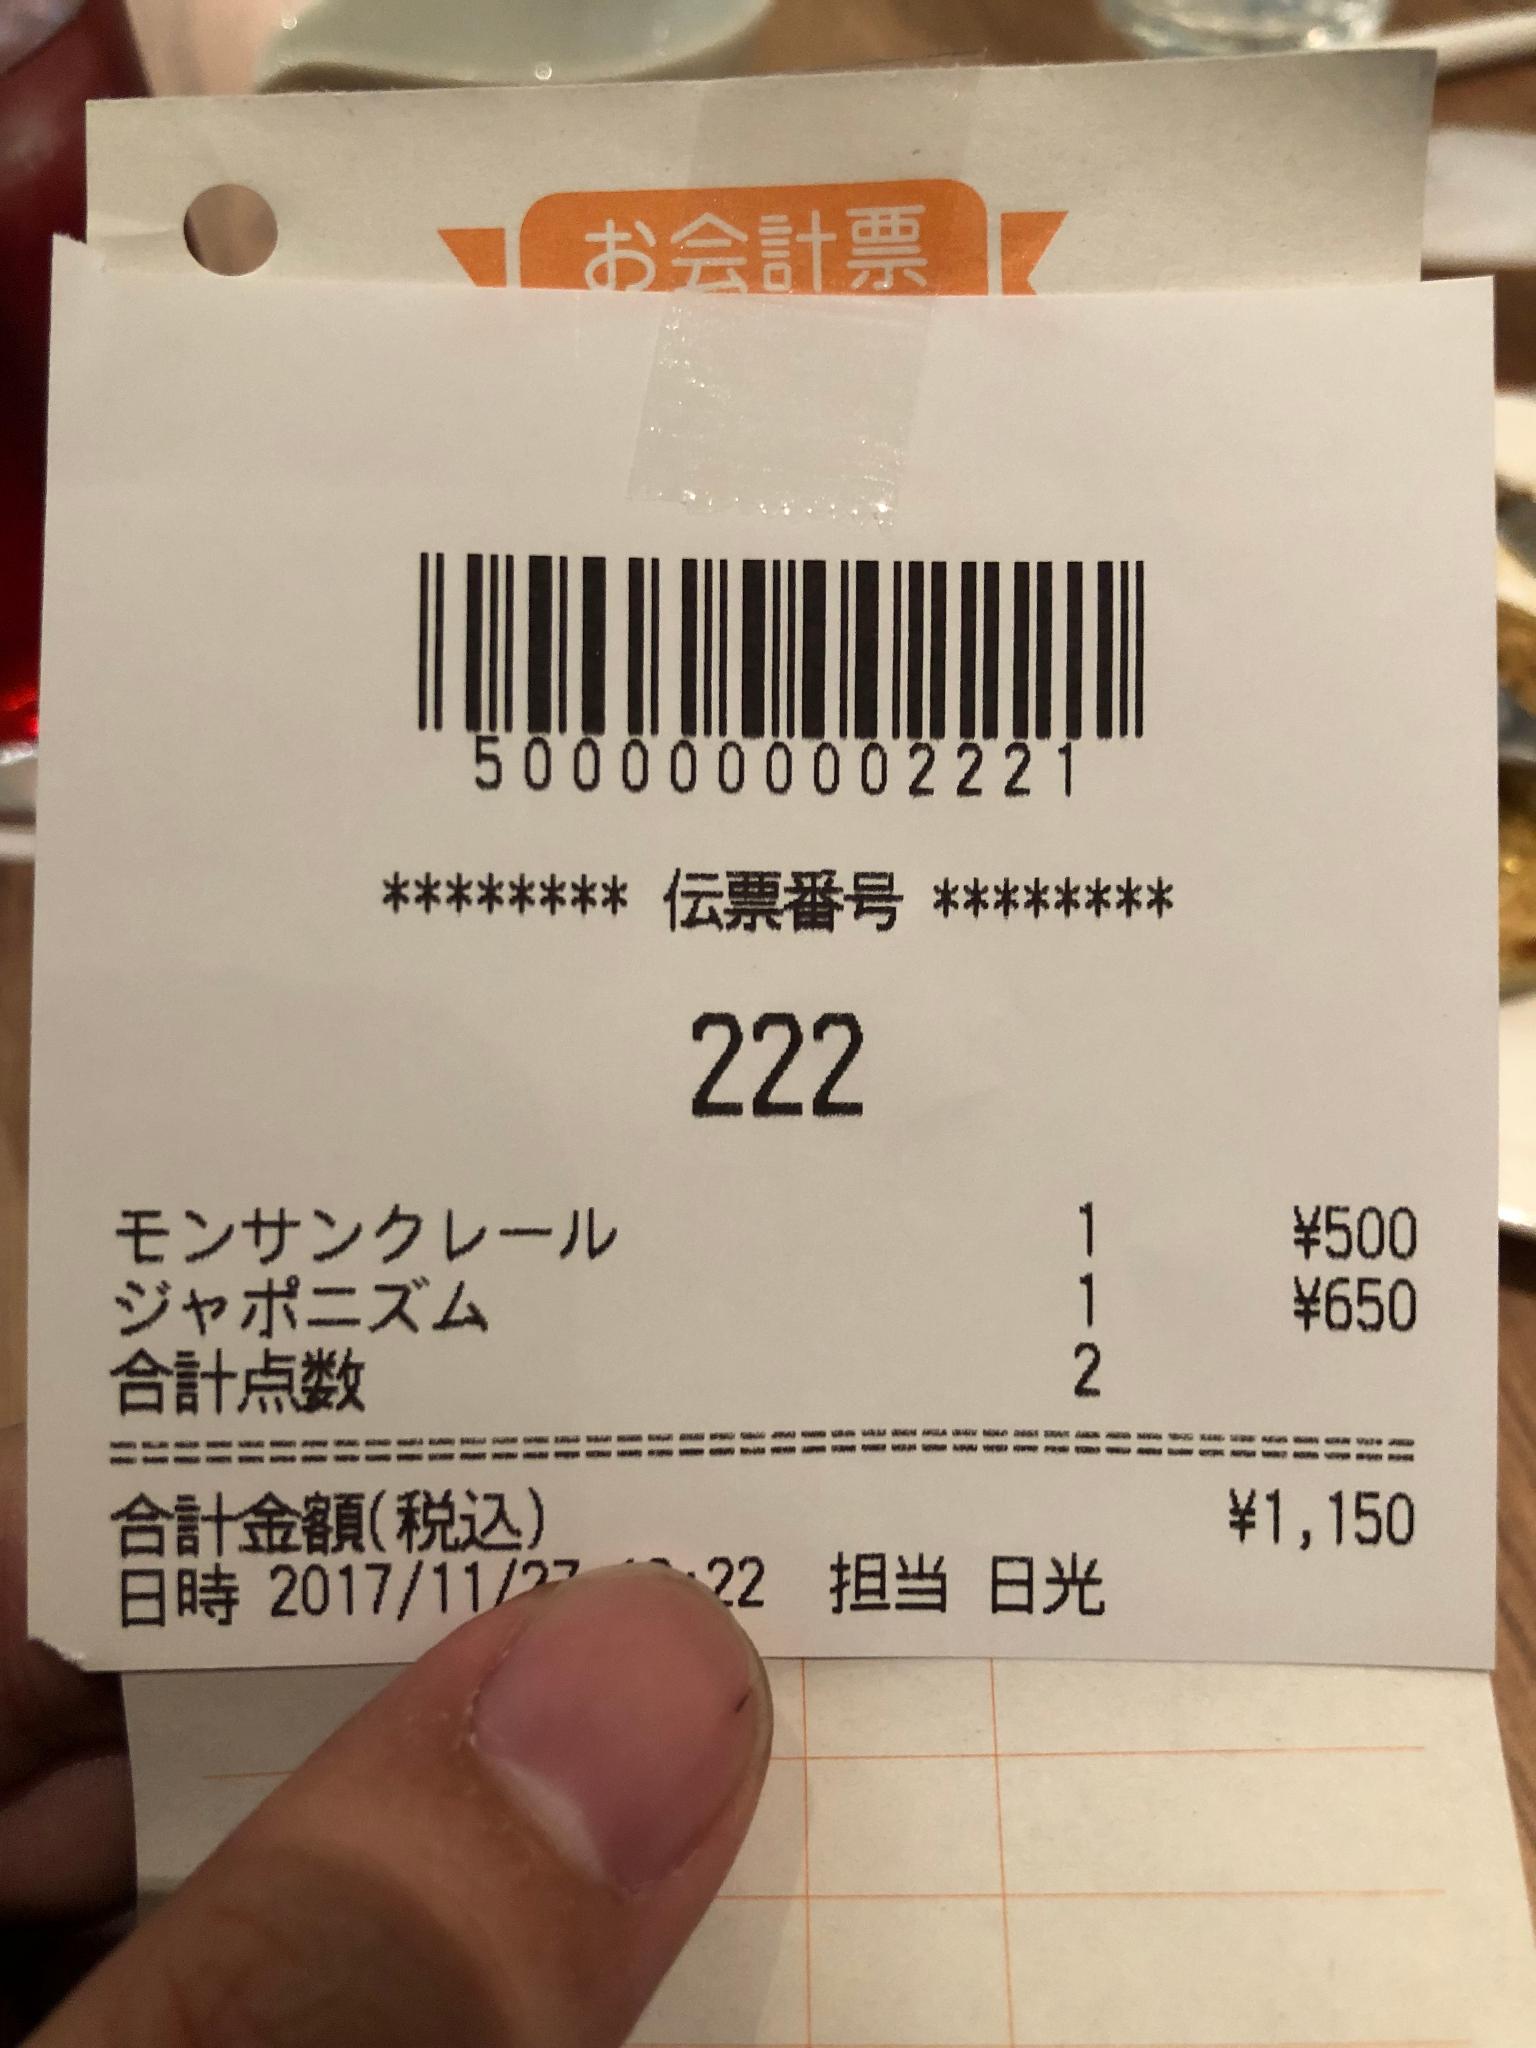 お会計票
5000000002221
******** 伝票番号 ********
222
モンサンクレール 1 ¥500
ジャポニズム 1 ¥650
合計点数 2
合計金額(税込) ¥1,150
日時 2017/11/27 :22 担当 日光